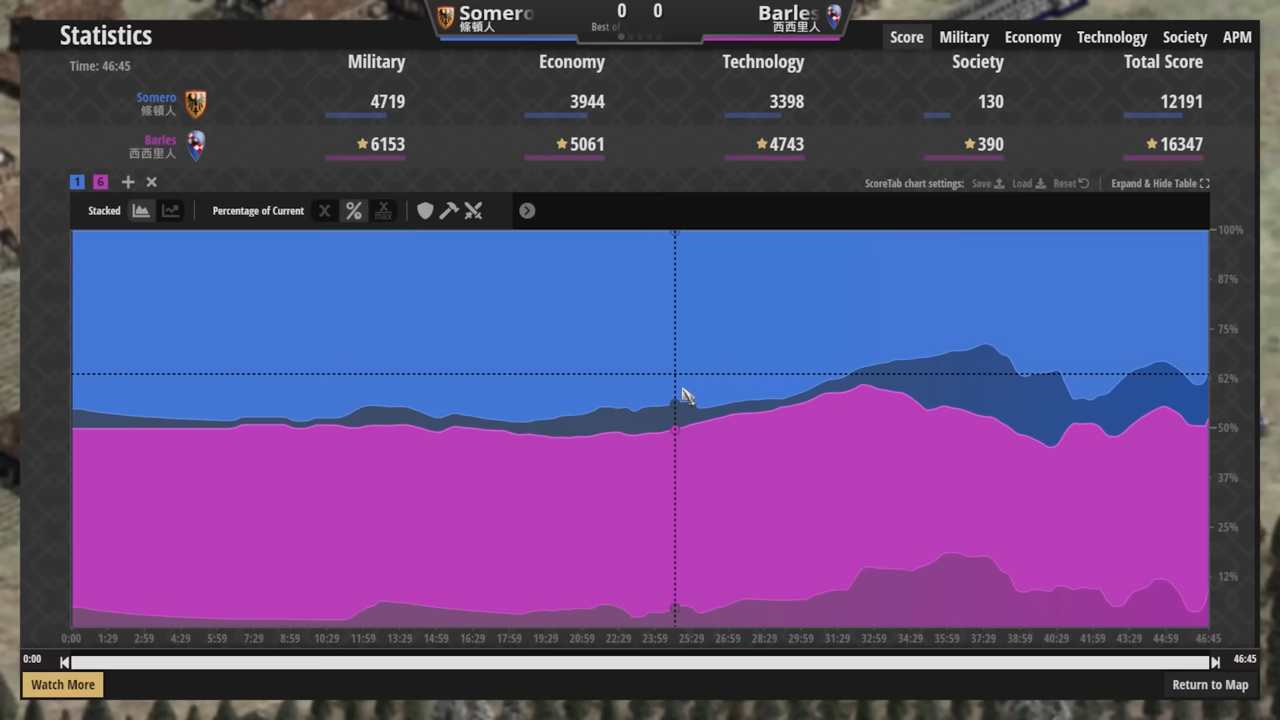 Somero 0 0 Barles
條頓人 Best of 西西里人
Statistics
Score Military Economy Technology Society APM
Time: 46:45 Military Economy Technology Society Total Score
Somero 4719 3944 3398 130 12191
條頓人
Barles 6153 5061 4743 390 16347
西西里人
1 6 ScoreTab chart settings: Save Load Reset Expand & Hide Table
Stacked Percentage of Current X % X max
100%
87%
75%
62%
50%
37%
25%
12%
0:00 1:29 2:59 4:29 5:59 7:29 8:59 10:29 11:59 13:29 14:59 16:29 17:59 19:29 20:59 22:29 23:59 25:29 26:59 28:29 29:59 31:29 32:59 34:29 35:59 37:29 38:59 40:29 41:59 43:29 44:59 46:45
0:00 46:45
Watch More Return to Map